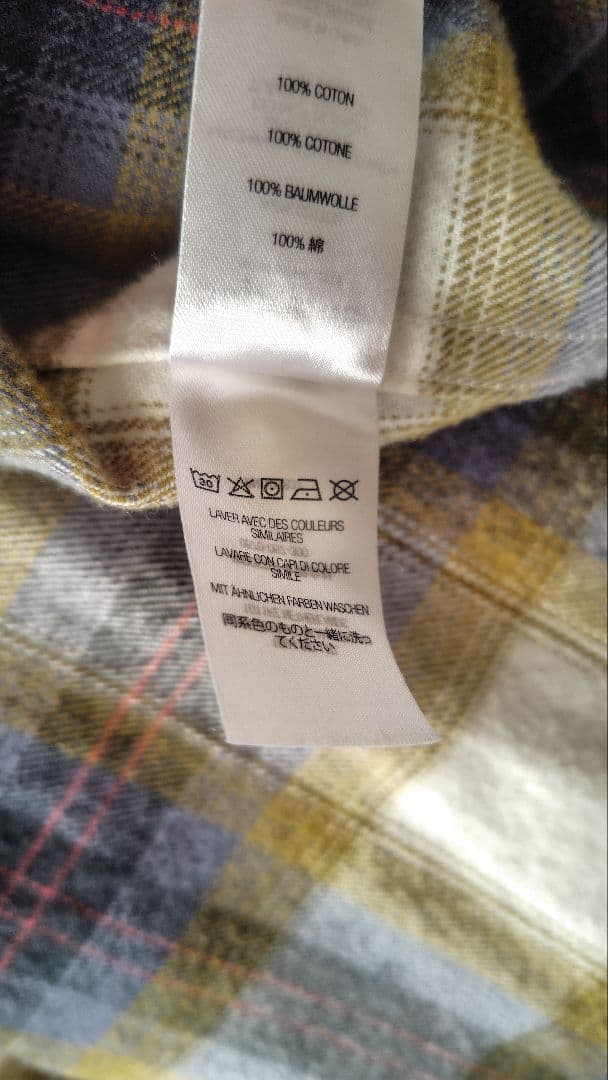 100% COTON
100% COTONE
100% BAUMWOLLE
100% 綿
30
LAVER AVEC DES COULEURS
SIMILAIRES
LAVARE CON CAPI DI COLORE
SIMILE
MIT ÄHNLICHEN FARBEN WASCHEN
同系色のものと一緒に洗っ
てください